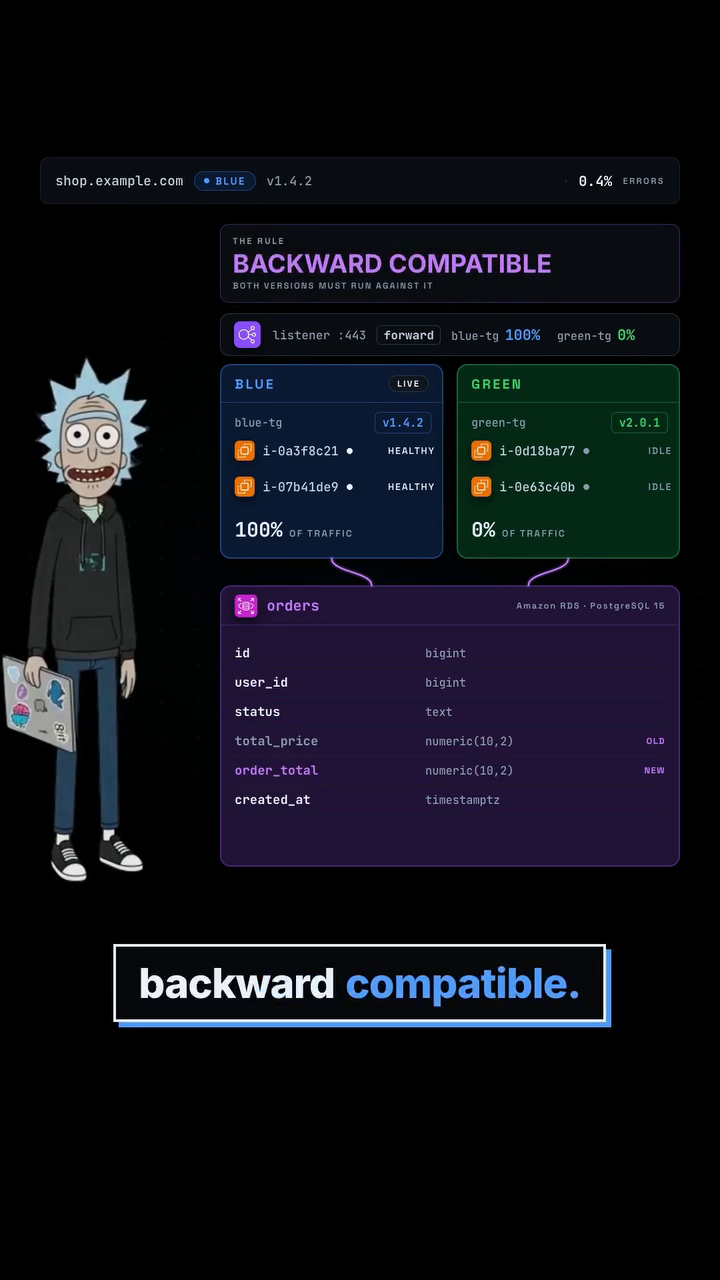 shop.example.com BLUE v1.4.2 0.4% ERRORS
THE RULE
BACKWARD COMPATIBLE
BOTH VERSIONS MUST RUN AGAINST IT
listener :443 forward blue-tg 100% green-tg 0%
BLUE LIVE
blue-tg v1.4.2
i-0a3f8c21 HEALTHY
i-07b41de9 HEALTHY
100% OF TRAFFIC
GREEN
green-tg v2.0.1
i-0d18ba77 IDLE
i-0e63c40b IDLE
0% OF TRAFFIC
orders Amazon RDS · PostgreSQL 15
id bigint
user_id bigint
status text
total_price numeric(10,2) OLD
order_total numeric(10,2) NEW
created_at timestamptz
backward compatible.